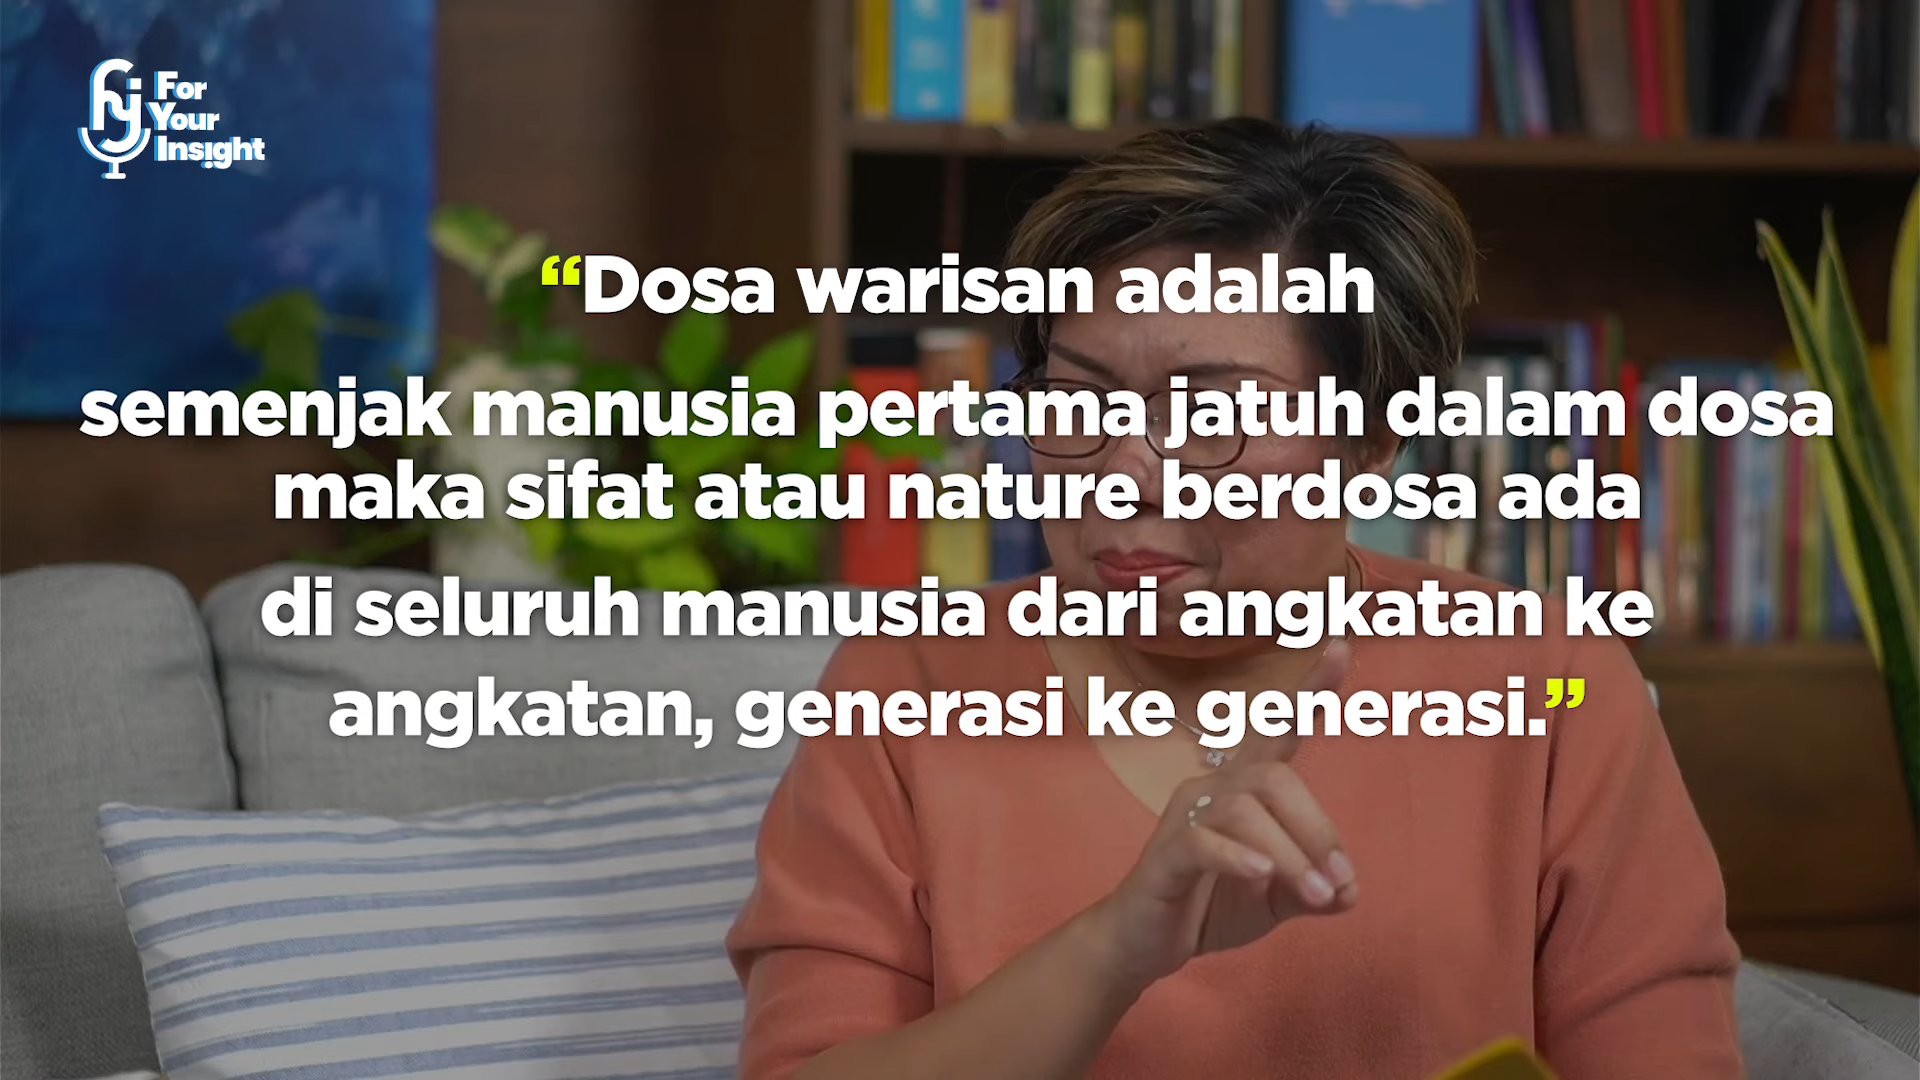 For
Your
Insight
“Dosa warisan adalah
semenjak manusia pertama jatuh dalam dosa
maka sifat atau nature berdosa ada
di seluruh manusia dari angkatan ke
angkatan, generasi ke generasi.”